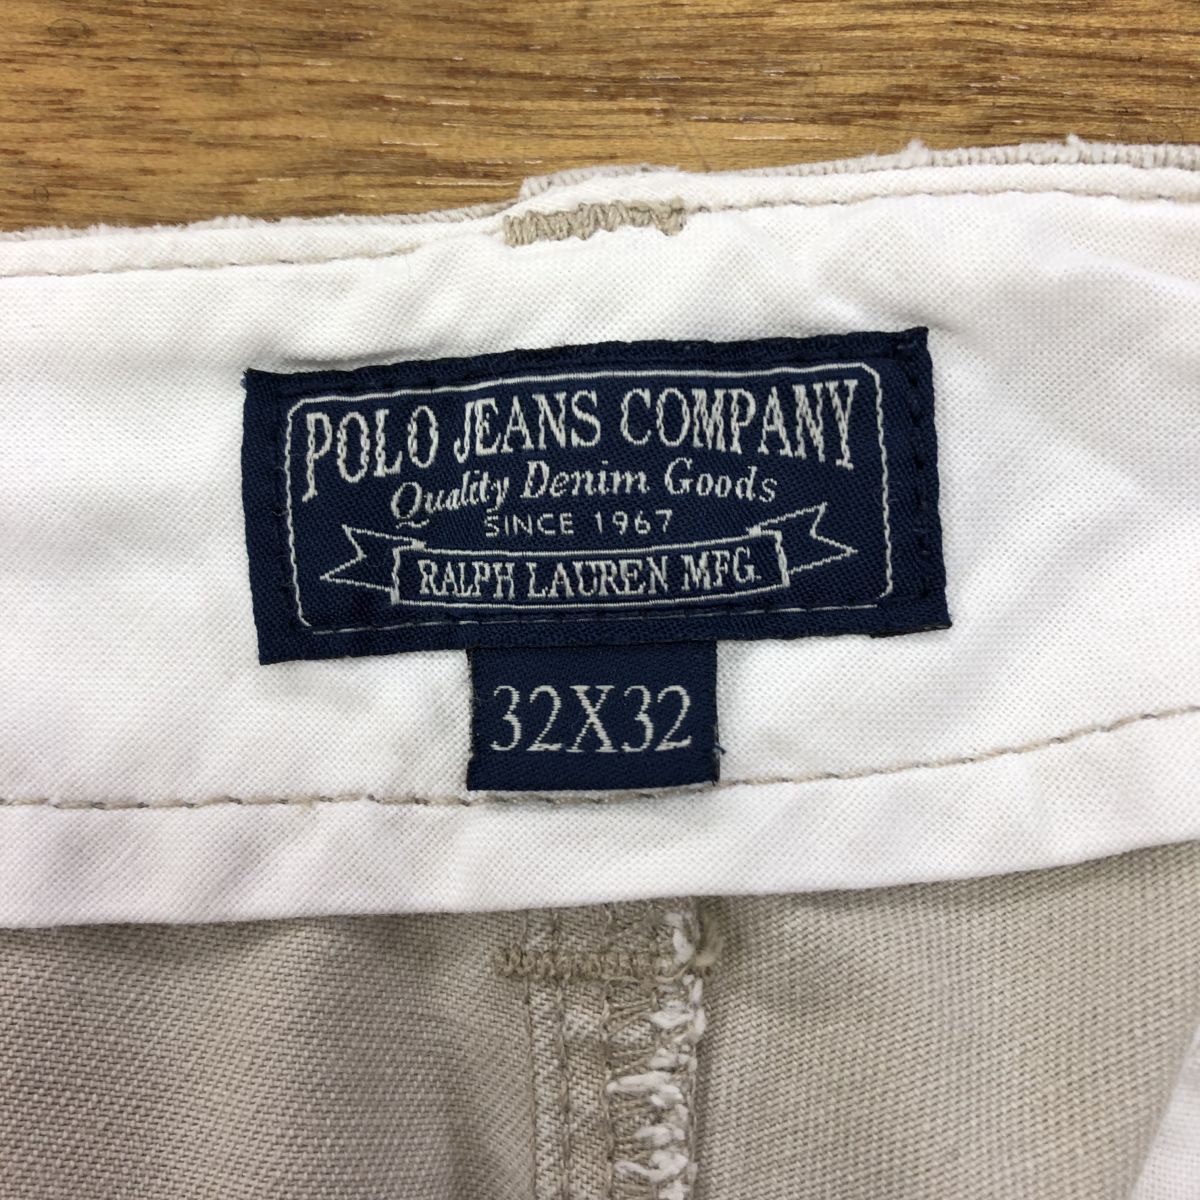 POLO JEANS COMPANY
Quality Denim Goods
SINCE 1967
RALPH LAUREN MFG.
32X32